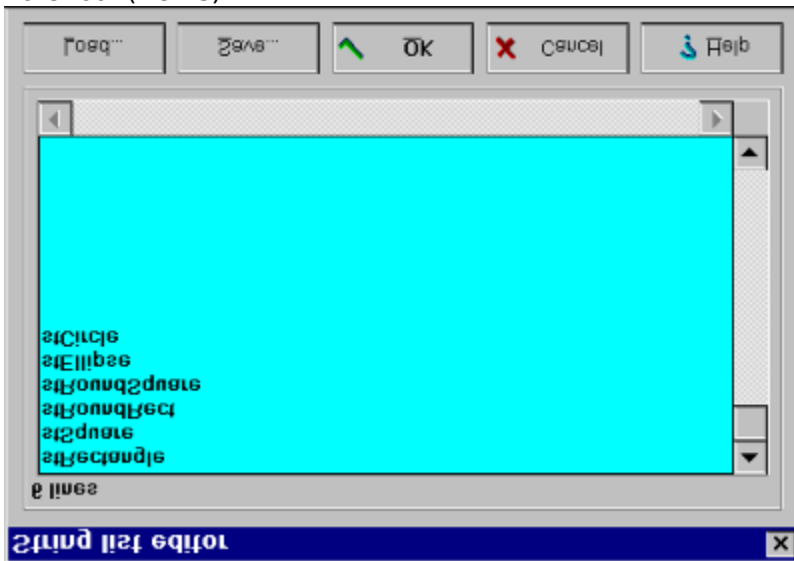 String list editor
6 lines
stRectangle
stSquare
stRoundRect
stRoundSquare
stEllipse
stCircle
Load...
Save...
OK
Cancel
Help